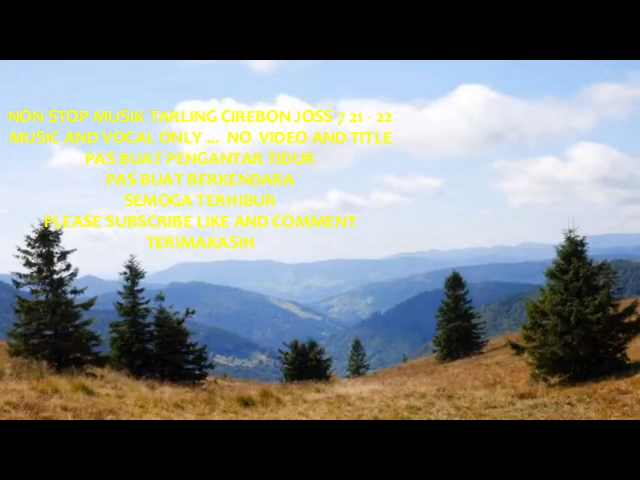 NON STOP MUSIK TARLING CIREBON JOSS 7 21 - 22
MUSIC AND VOCAL ONLY ... NO VIDEO AND TITLE
PAS BUAT PENGANTAR TIDUR
PAS BUAT BERKENDARA
SEMOGA TERHIBUR
PLEASE SUBSCRIBE LIKE AND COMMENT
TERIMAKASIH